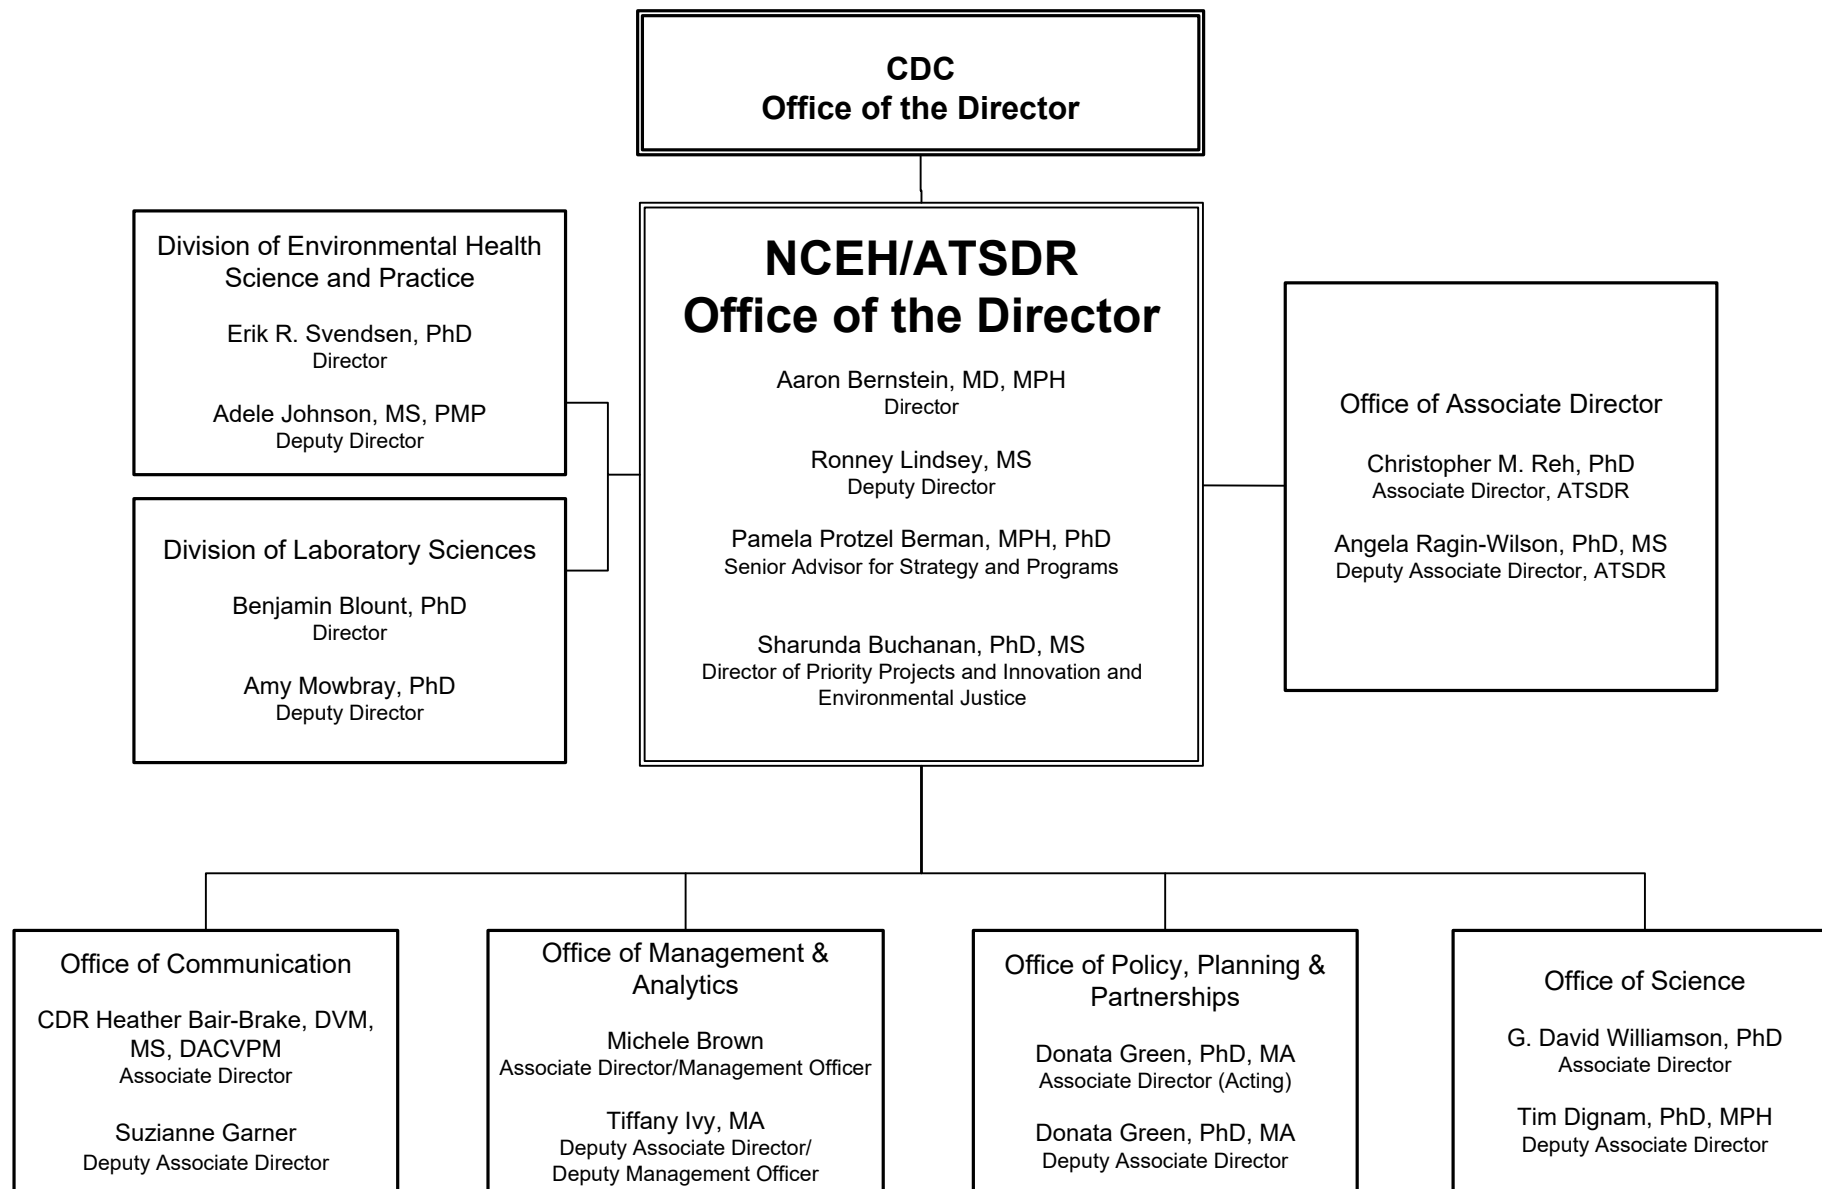 CDC
Office of the Director
Division of Environmental Health
Science and Practice
Erik R. Svendsen, PhD
Director
Adele Johnson, MS, PMP
Deputy Director
Division of Laboratory Sciences
Benjamin Blount, PhD
Director
Amy Mowbray, PhD
Deputy Director
NCEH/ATSDR
Office of the Director
Aaron Bernstein, MD, MPH
Director
Ronney Lindsey, MS
Deputy Director
Pamela Protzel Berman, MPH, PhD
Senior Advisor for Strategy and Programs
Sharunda Buchanan, PhD, MS
Director of Priority Projects and Innovation and
Environmental Justice
Office of Associate Director
Christopher M. Reh, PhD
Associate Director, ATSDR
Angela Ragin-Wilson, PhD, MS
Deputy Associate Director, ATSDR
Office of Communication
CDR Heather Bair-Brake, DVM,
MS, DACVPM
Associate Director
Suzianne Garner
Deputy Associate Director
Office of Management &
Analytics
Michele Brown
Associate Director/Management Officer
Tiffany Ivy, MA
Deputy Associate Director/
Deputy Management Officer
Office of Policy, Planning &
Partnerships
Donata Green, PhD, MA
Associate Director (Acting)
Donata Green, PhD, MA
Deputy Associate Director
Office of Science
G. David Williamson, PhD
Associate Director
Tim Dignam, PhD, MPH
Deputy Associate Director